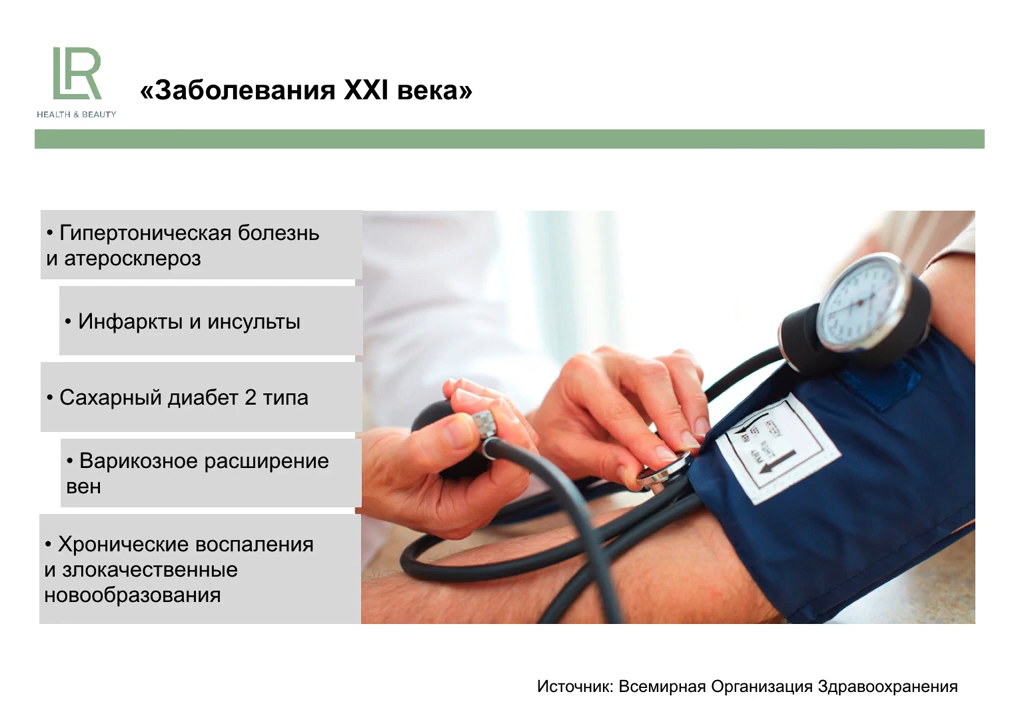 LR
HEALTH & BEAUTY
«Заболевания XXI века»
• Гипертоническая болезнь
и атеросклероз
• Инфаркты и инсульты
• Сахарный диабет 2 типа
• Варикозное расширение
вен
• Хронические воспаления
и злокачественные
новообразования
ARTERY
Источник: Всемирная Организация Здравоохранения